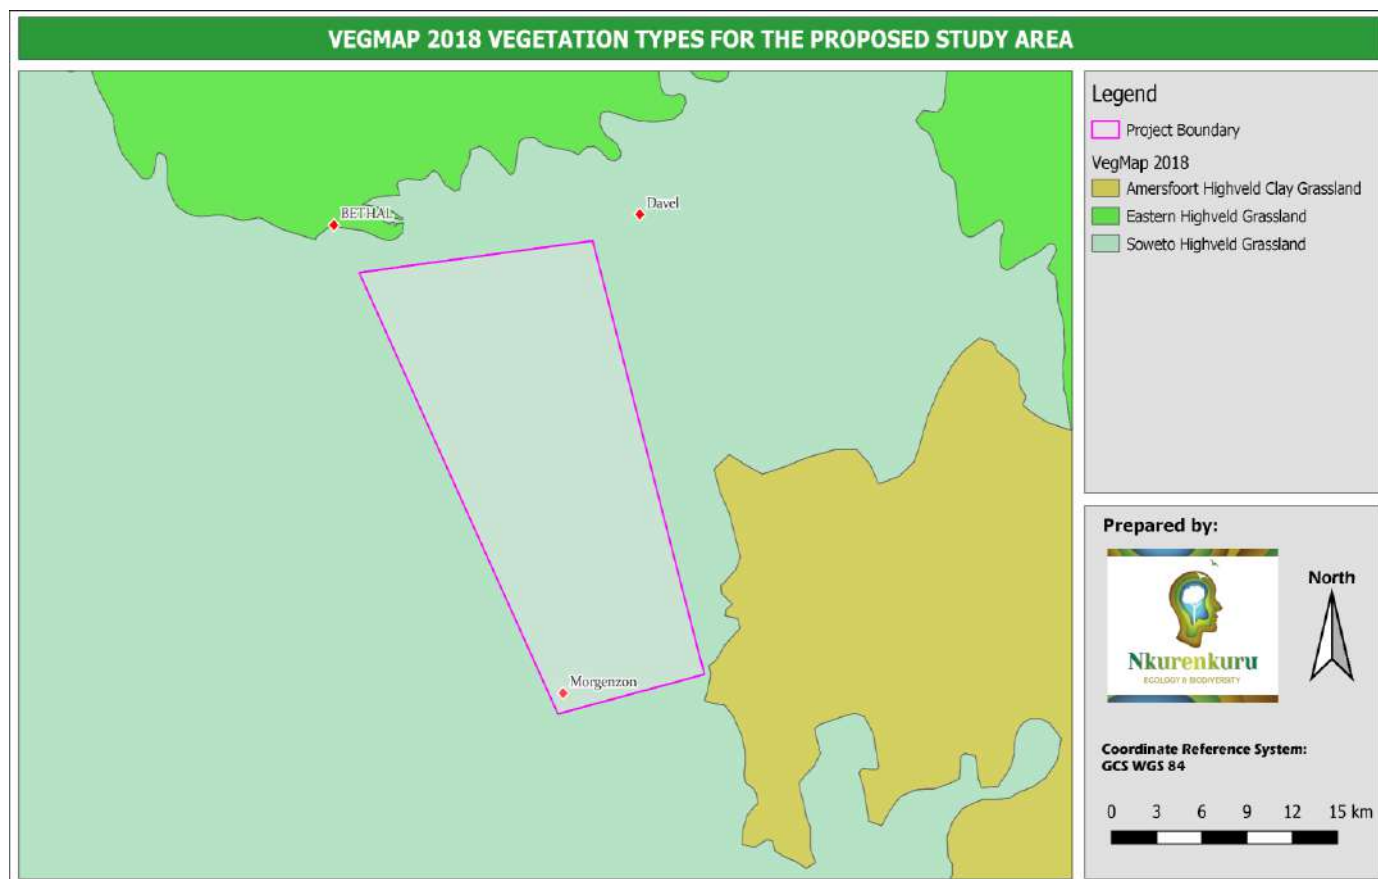 VEGMAP 2018 VEGETATION TYPES FOR THE PROPOSED STUDY AREA
BETHAL
Davel
Morgenzon
Legend
Project Boundary
VegMap 2018
Amersfoort Highveld Clay Grassland
Eastern Highveld Grassland
Soweto Highveld Grassland
Prepared by:
Nkurenkuru
ECOLOGY & BIODIVERSITY
North
Coordinate Reference System:
GCS WGS 84
0 3 6 9 12 15 km